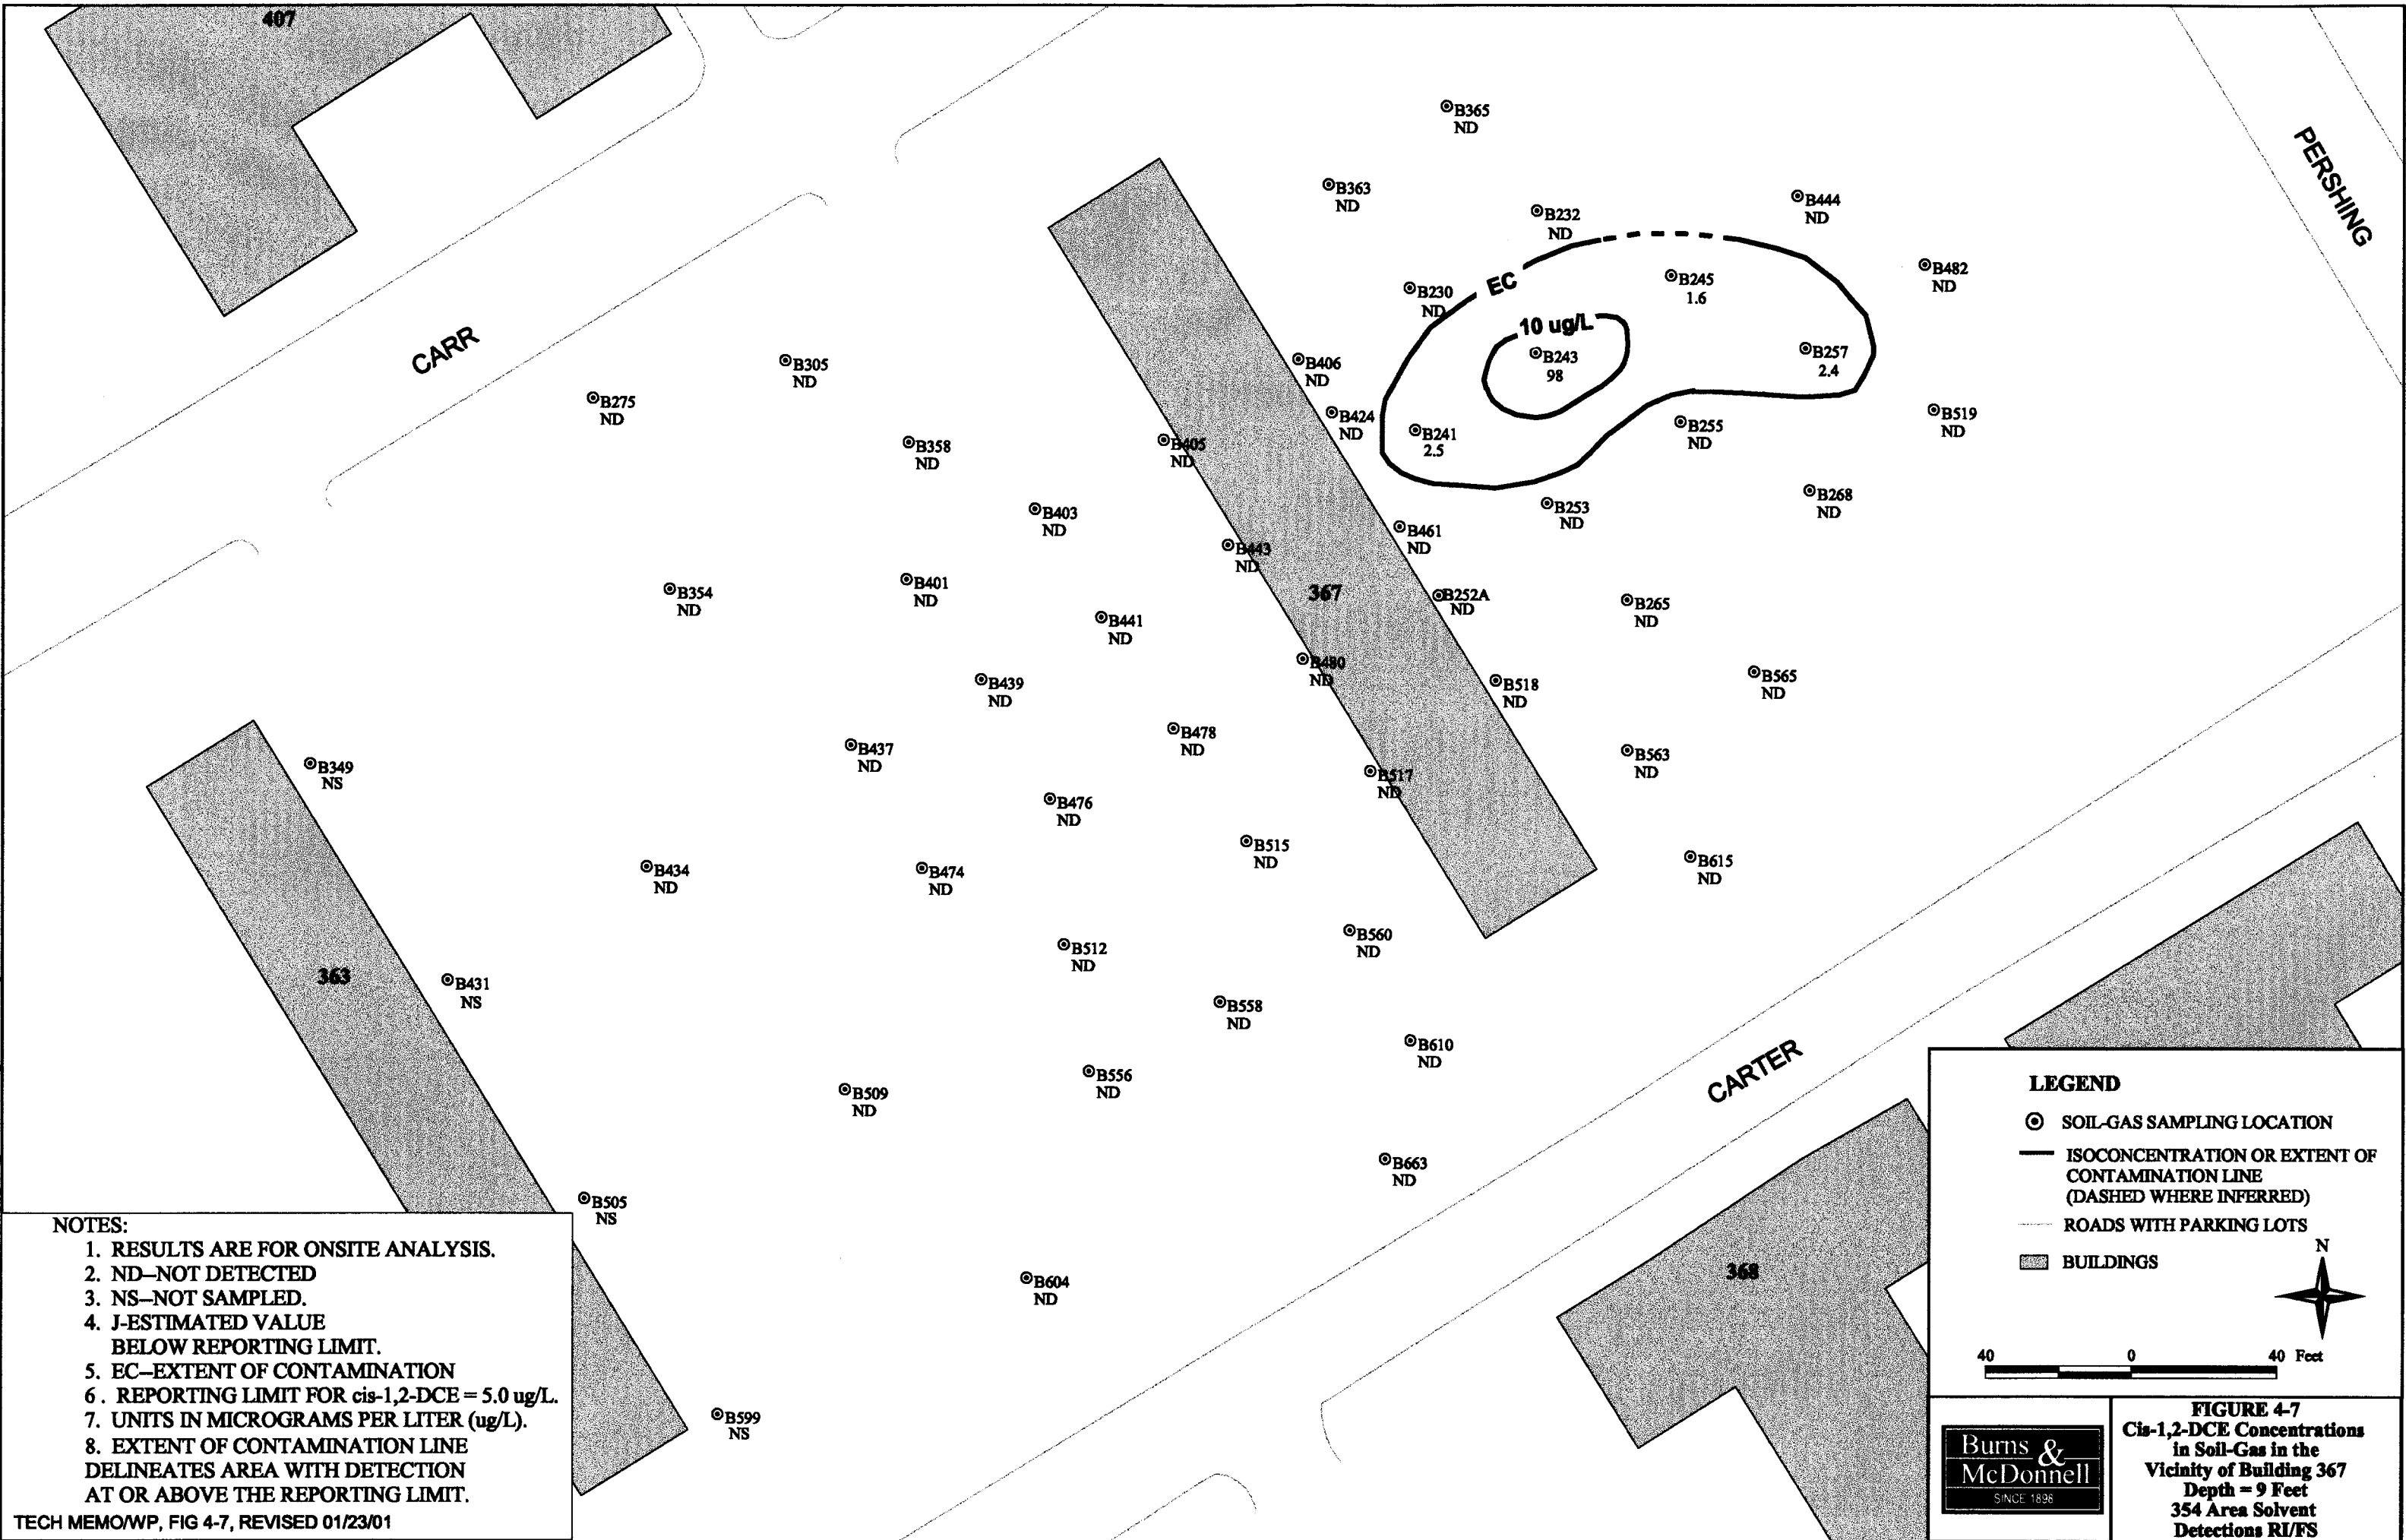 407
PERSHING
CARR
B365
ND
B363
ND
B444
ND
B232
ND
B482
ND
B245
1.6
EC
B230
ND
10 ug/L
B243
98
B257
2.4
B406
ND
B305
ND
B275
ND
B424
ND
B519
ND
B255
ND
B241
2.5
B405
ND
B358
ND
B268
ND
B253
ND
B403
ND
B461
ND
B443
ND
367
B401
ND
B354
ND
B252A
ND
B265
ND
B441
ND
B480
ND
B565
ND
B439
ND
B518
ND
B478
ND
B437
ND
B563
ND
B349
NS
B517
ND
B476
ND
B515
ND
B615
ND
B434
ND
B474
ND
B560
ND
B512
ND
363
B431
NS
B558
ND
B610
ND
B556
ND
B509
ND
CARTER
B663
ND
B505
NS
B604
ND
368
B599
NS
NOTES:
1. RESULTS ARE FOR ONSITE ANALYSIS.
2. ND–NOT DETECTED
3. NS–NOT SAMPLED.
4. J-ESTIMATED VALUE
BELOW REPORTING LIMIT.
5. EC–EXTENT OF CONTAMINATION
6 . REPORTING LIMIT FOR cis-1,2-DCE = 5.0 ug/L.
7. UNITS IN MICROGRAMS PER LITER (ug/L).
8. EXTENT OF CONTAMINATION LINE
DELINEATES AREA WITH DETECTION
AT OR ABOVE THE REPORTING LIMIT.
TECH MEMO/WP, FIG 4-7, REVISED 01/23/01
LEGEND
SOIL-GAS SAMPLING LOCATION
ISOCONCENTRATION OR EXTENT OF
CONTAMINATION LINE
(DASHED WHERE INFERRED)
ROADS WITH PARKING LOTS
BUILDINGS
N
40 0 40 Feet
Burns &
McDonnell
SINCE 1898
FIGURE 4-7
Cis-1,2-DCE Concentrations
in Soil-Gas in the
Vicinity of Building 367
Depth = 9 Feet
354 Area Solvent
Detections RI/FS